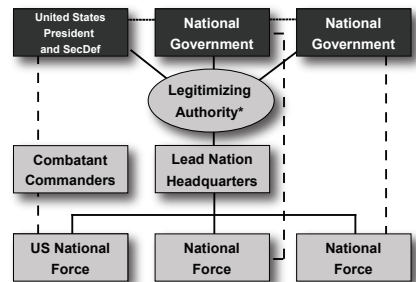 United States
President
and SecDef
National
Government
National
Government
Legitimizing
Authority*
Combatant
Commanders
Lead Nation
Headquarters
US National
Force
National
Force
National
Force